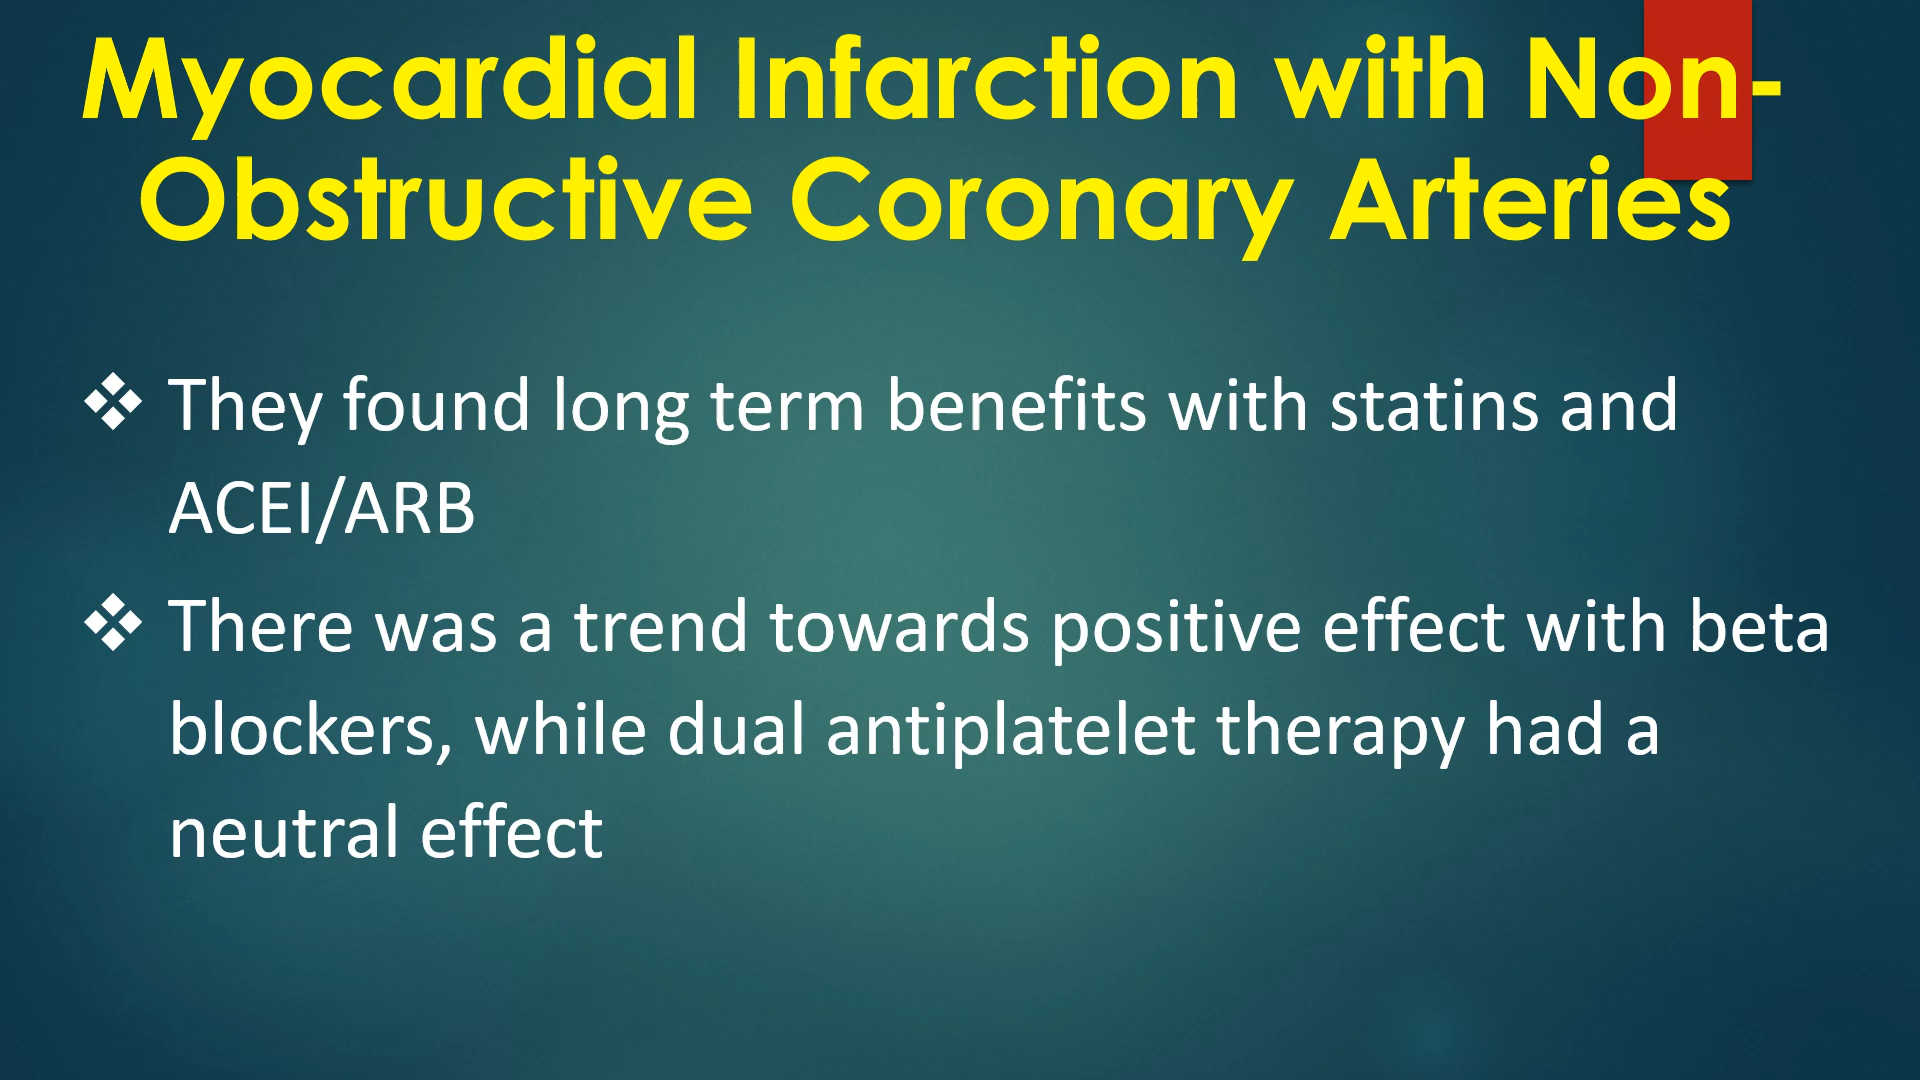 Myocardial Infarction with Non-
Obstructive Coronary Arteries
They found long term benefits with statins and
ACEI/ARB
There was a trend towards positive effect with beta
blockers, while dual antiplatelet therapy had a
neutral effect